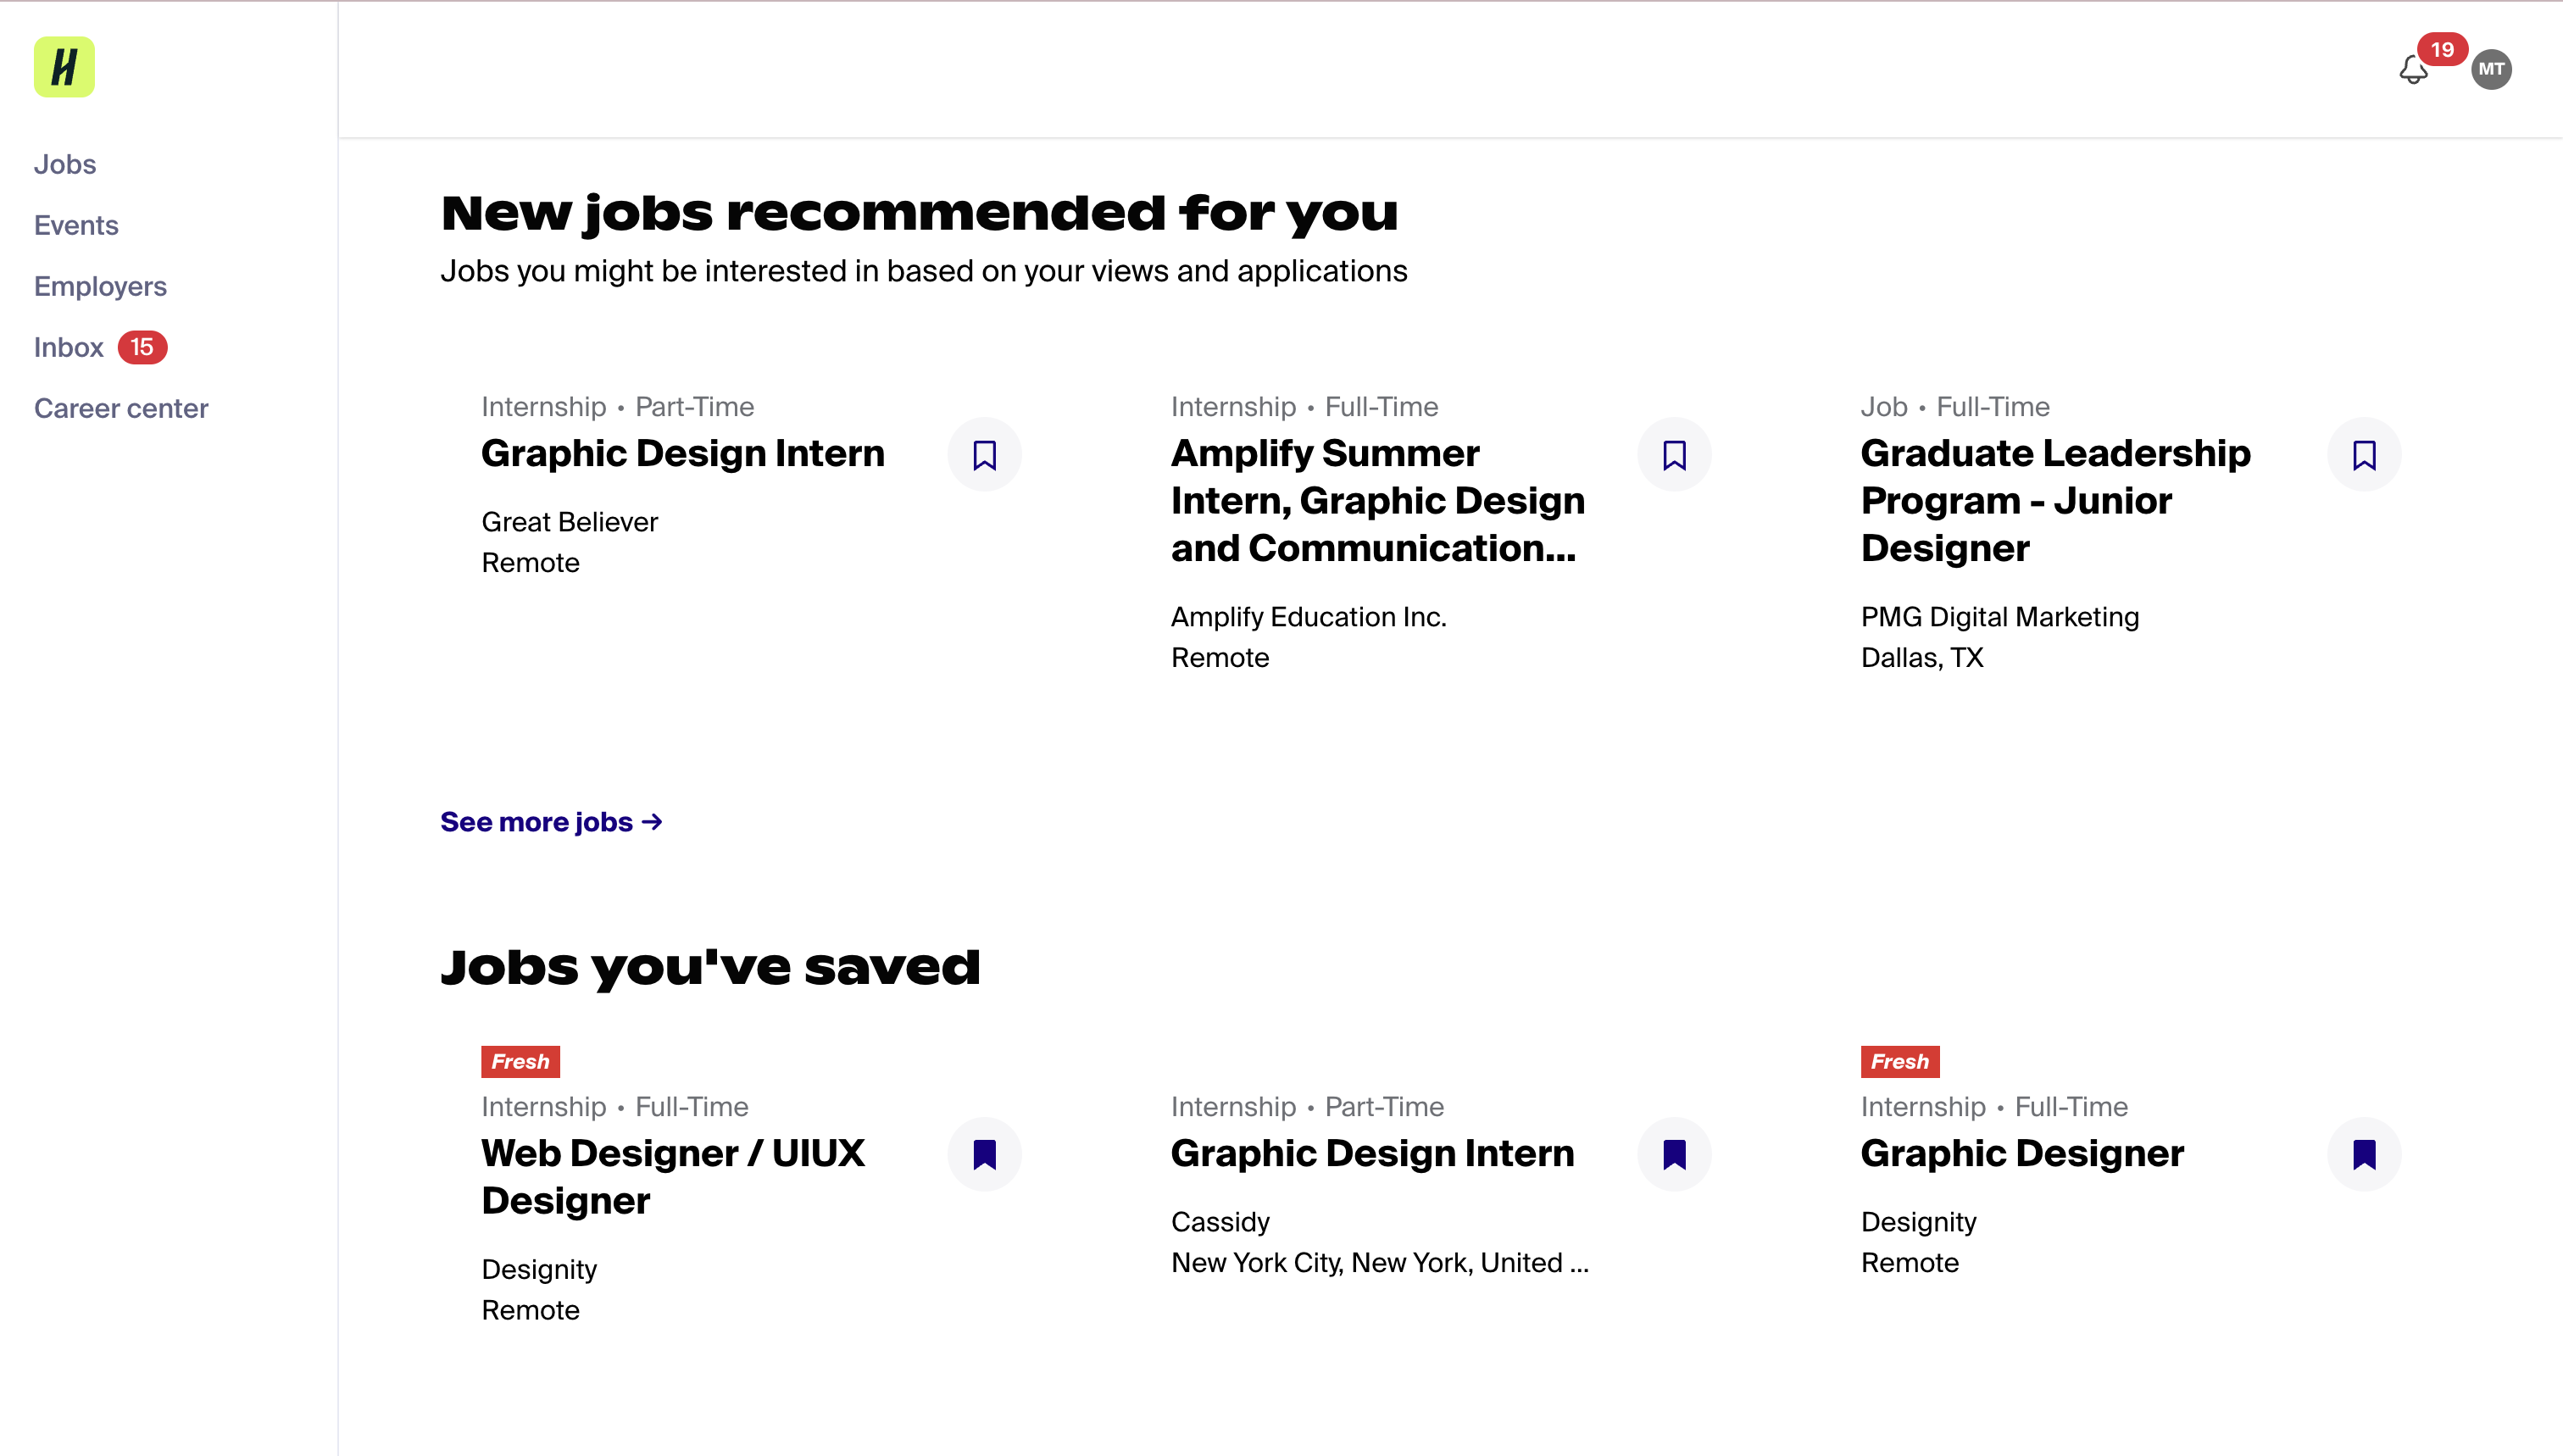 H
19
MT
Jobs
Events
Employers
Inbox 15
Career center
New jobs recommended for you
Jobs you might be interested in based on your views and applications
Internship • Part-Time
Graphic Design Intern
Great Believer
Remote
Internship • Full-Time
Amplify Summer
Intern, Graphic Design
and Communication...
Amplify Education Inc.
Remote
Job • Full-Time
Graduate Leadership
Program - Junior
Designer
PMG Digital Marketing
Dallas, TX
See more jobs →
Jobs you've saved
Fresh
Internship • Full-Time
Web Designer / UIUX
Designer
Designity
Remote
Internship • Part-Time
Graphic Design Intern
Cassidy
New York City, New York, United ...
Fresh
Internship • Full-Time
Graphic Designer
Designity
Remote